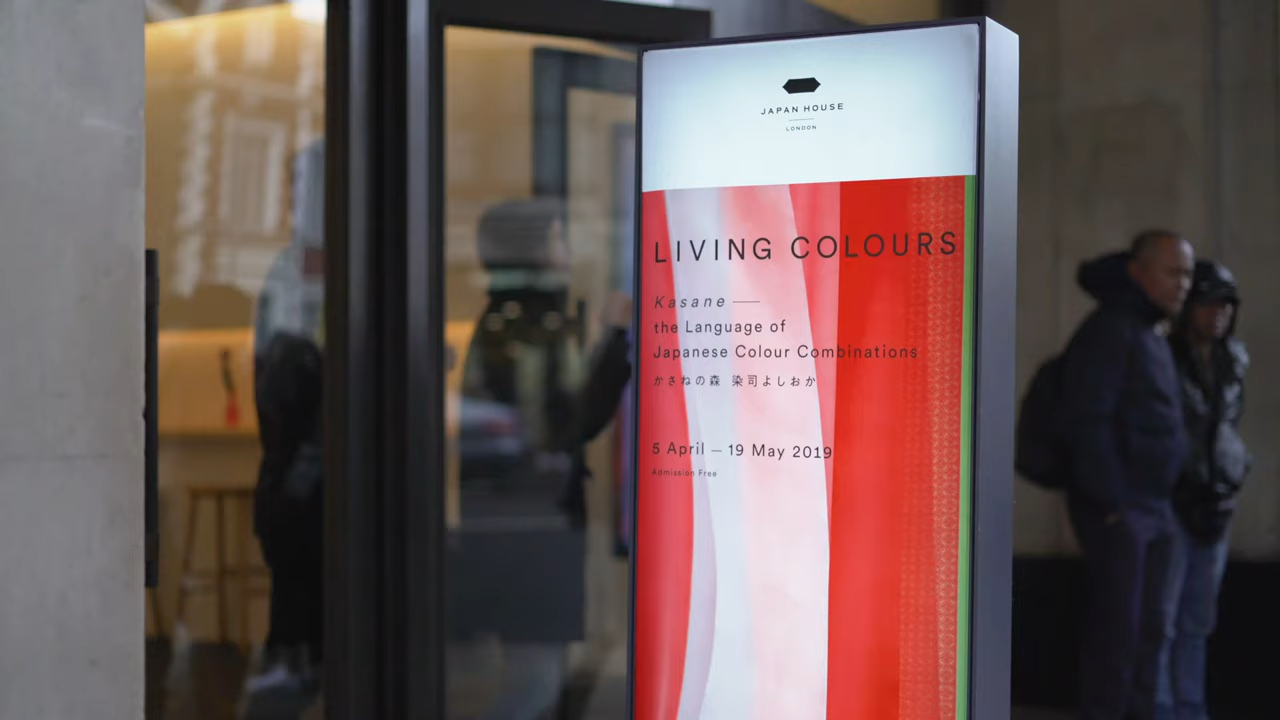 JAPAN HOUSE
LONDON
LIVING COLOURS
Kasane —
the Language of
Japanese Colour Combinations
かさねの森 染司よしおか
5 April — 19 May 2019
Admission Free